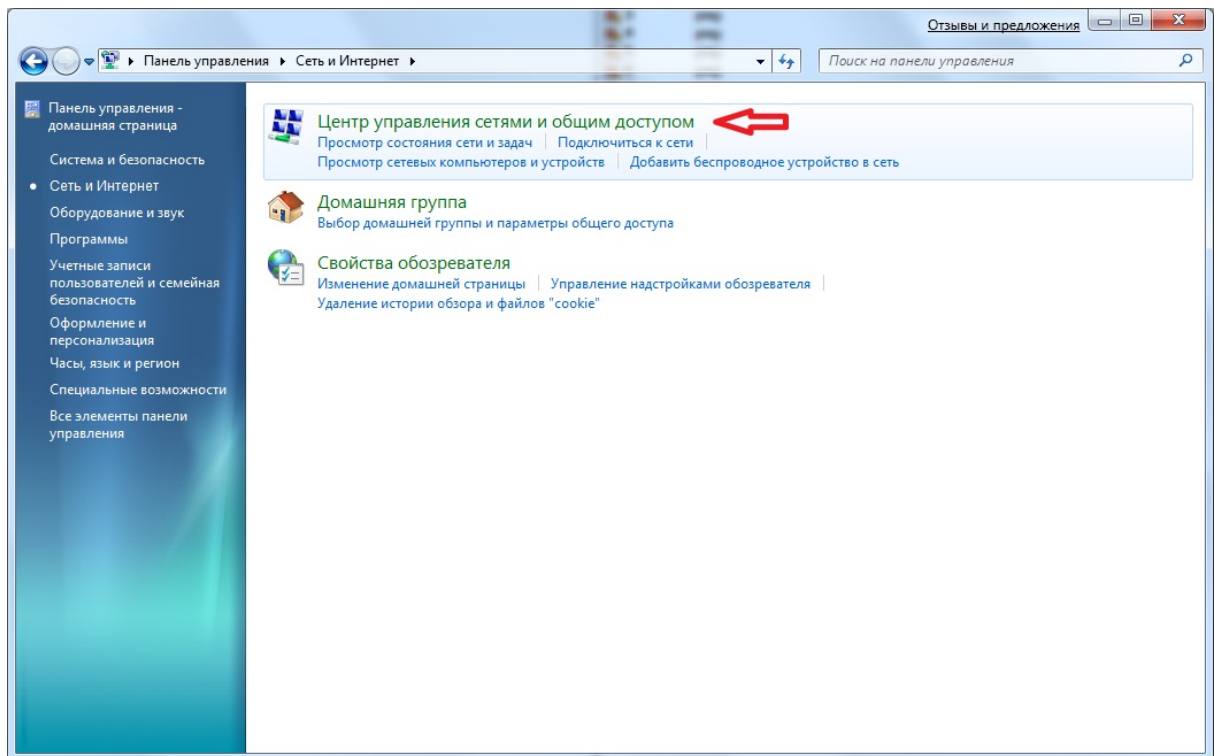 Отзывы и предложения
Панель управления ▸ Сеть и Интернет ▸
Поиск на панели управления
Панель управления -
домашняя страница
Система и безопасность
Сеть и Интернет
Оборудование и звук
Программы
Учетные записи
пользователей и семейная
безопасность
Оформление и
персонализация
Часы, язык и регион
Специальные возможности
Все элементы панели
управления
Центр управления сетями и общим доступом
Просмотр состояния сети и задач | Подключиться к сети
Просмотр сетевых компьютеров и устройств | Добавить беспроводное устройство в сеть
Домашняя группа
Выбор домашней группы и параметры общего доступа
Свойства обозревателя
Изменение домашней страницы | Управление надстройками обозревателя
Удаление истории обзора и файлов "cookie"